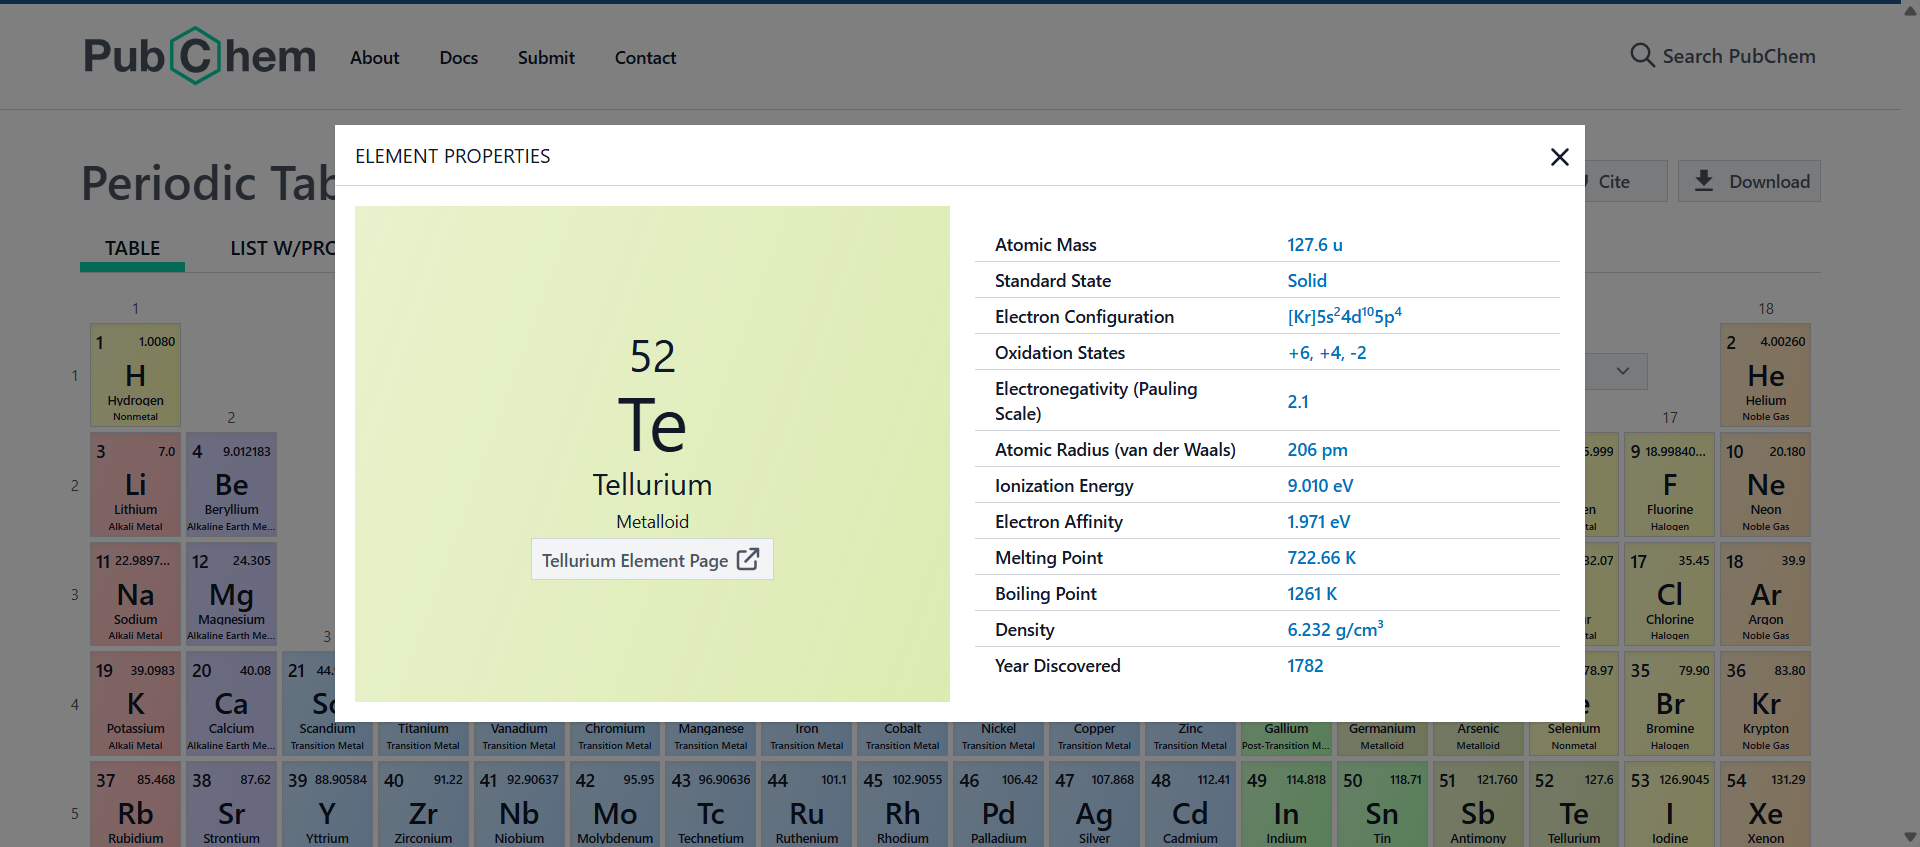 PubChem
About
Docs
Submit
Contact
Search PubChem
Periodic Tab
Cite
Download
TABLE
LIST W/PRO
ELEMENT PROPERTIES
52
Te
Tellurium
Metalloid
Tellurium Element Page
Atomic Mass 127.6 u
Standard State Solid
Electron Configuration [Kr]5s²4d¹⁰5p⁴
Oxidation States +6, +4, -2
Electronegativity (Pauling
Scale) 2.1
Atomic Radius (van der Waals) 206 pm
Ionization Energy 9.010 eV
Electron Affinity 1.971 eV
Melting Point 722.66 K
Boiling Point 1261 K
Density 6.232 g/cm³
Year Discovered 1782
1
18
1
1 1.0080
H
Hydrogen
Nonmetal
2 4.00260
He
Helium
Noble Gas
2
17
2
3 7.0
Li
Lithium
Alkali Metal
4 9.012183
Be
Beryllium
Alkaline Earth Me...
5.999
en
tal
9 18.99840...
F
Fluorine
Halogen
10 20.180
Ne
Neon
Noble Gas
3
11 22.9897...
Na
Sodium
Alkali Metal
12 24.305
Mg
Magnesium
Alkaline Earth Me...
3
32.07
ur
tal
17 35.45
Cl
Chlorine
Halogen
18 39.9
Ar
Argon
Noble Gas
4
19 39.0983
K
Potassium
Alkali Metal
20 40.08
Ca
Calcium
Alkaline Earth Me...
21 44.
Sc
Scandium
Transition Metal
Titanium
Transition Metal
Vanadium
Transition Metal
Chromium
Transition Metal
Manganese
Transition Metal
Iron
Transition Metal
Cobalt
Transition Metal
Nickel
Transition Metal
Copper
Transition Metal
Zinc
Transition Metal
Gallium
Post-Transition M...
Germanium
Metalloid
Arsenic
Metalloid
78.97
e
Selenium
Nonmetal
35 79.90
Br
Bromine
Halogen
36 83.80
Kr
Krypton
Noble Gas
5
37 85.468
Rb
Rubidium
38 87.62
Sr
Strontium
39 88.90584
Y
Yttrium
40 91.22
Zr
Zirconium
41 92.90637
Nb
Niobium
42 95.95
Mo
Molybdenum
43 96.90636
Tc
Technetium
44 101.1
Ru
Ruthenium
45 102.9055
Rh
Rhodium
46 106.42
Pd
Palladium
47 107.868
Ag
Silver
48 112.41
Cd
Cadmium
49 114.818
In
Indium
50 118.71
Sn
Tin
51 121.760
Sb
Antimony
52 127.6
Te
Tellurium
53 126.9045
I
Iodine
54 131.29
Xe
Xenon